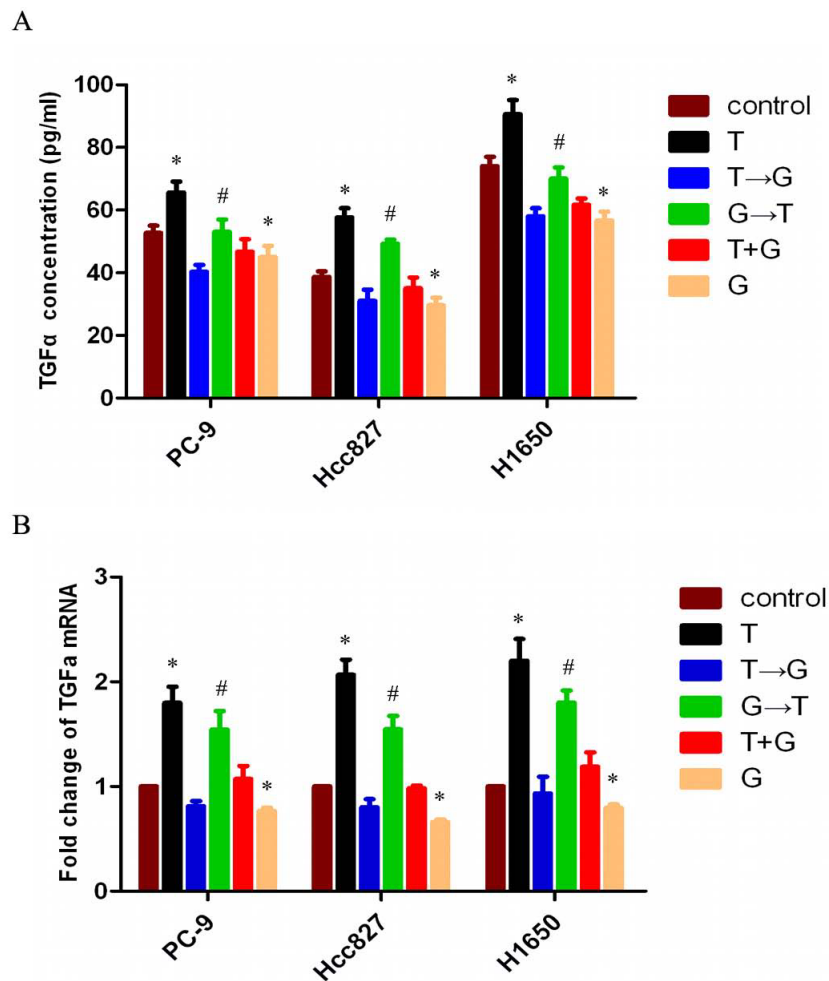 A
TGFα concentration (pg/ml)
100
80
60
40
20
0
*
#
*
*
#
*
*
#
*
PC-9
Hcc827
H1650
control
T
T→G
G→T
T+G
G
B
Fold change of TGFa mRNA
3
2
1
0
*
#
*
*
#
*
*
#
*
PC-9
Hcc827
H1650
control
T
T→G
G→T
T+G
G